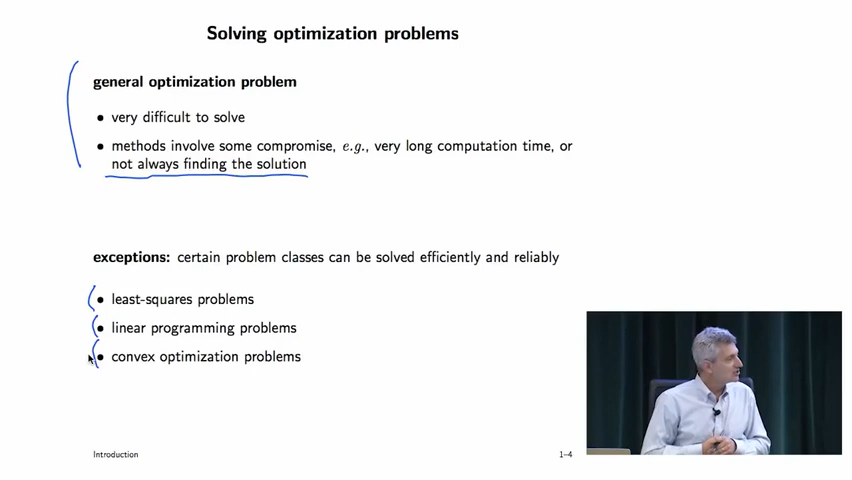 Solving optimization problems
general optimization problem
• very difficult to solve
• methods involve some compromise, e.g., very long computation time, or
not always finding the solution
exceptions: certain problem classes can be solved efficiently and reliably
• least-squares problems
• linear programming problems
• convex optimization problems
Introduction 1–4